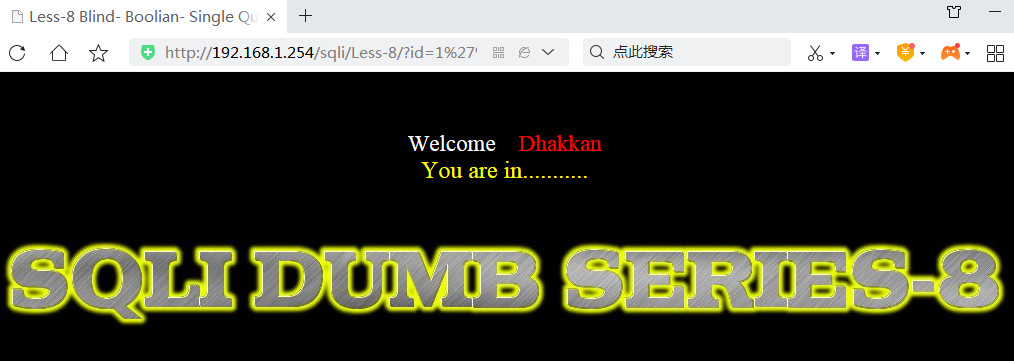 Less-8 Blind- Boolian- Single Qu
http://192.168.1.254/sqli/Less-8/?id=1%27%
点此搜索
译
Welcome Dhakkan
You are in...........
SQLI DUMB SERIES-8